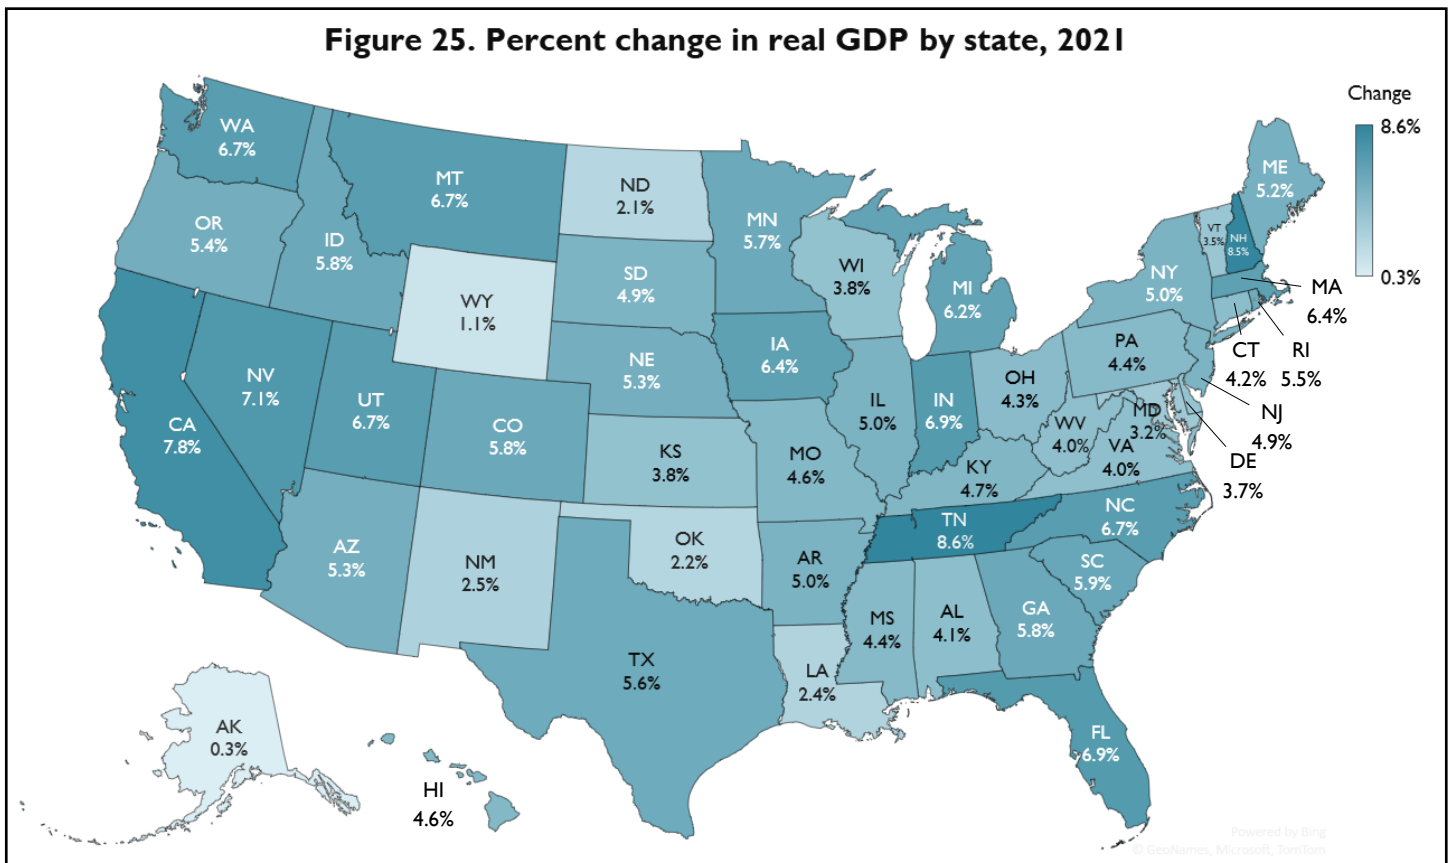 Figure 25. Percent change in real GDP by state, 2021
Change
8.6%
0.3%
WA
6.7%
MT
6.7%
ND
2.1%
MN
5.7%
ME
5.2%
OR
5.4%
ID
5.8%
VT
3.5%
NH
8.5%
WI
3.8%
SD
4.9%
NY
5.0%
MI
6.2%
MA
6.4%
WY
1.1%
IA
6.4%
PA
4.4%
CT
4.2%
RI
5.5%
NE
5.3%
NV
7.1%
UT
6.7%
OH
4.3%
IL
5.0%
IN
6.9%
NJ
4.9%
CA
7.8%
CO
5.8%
WV
4.0%
MD
3.2%
VA
4.0%
DE
3.7%
KS
3.8%
MO
4.6%
KY
4.7%
NC
6.7%
TN
8.6%
AZ
5.3%
NM
2.5%
OK
2.2%
AR
5.0%
SC
5.9%
MS
4.4%
AL
4.1%
GA
5.8%
TX
5.6%
LA
2.4%
AK
0.3%
FL
6.9%
HI
4.6%
Powered by Bing
© GeoNames, Microsoft, TomTom